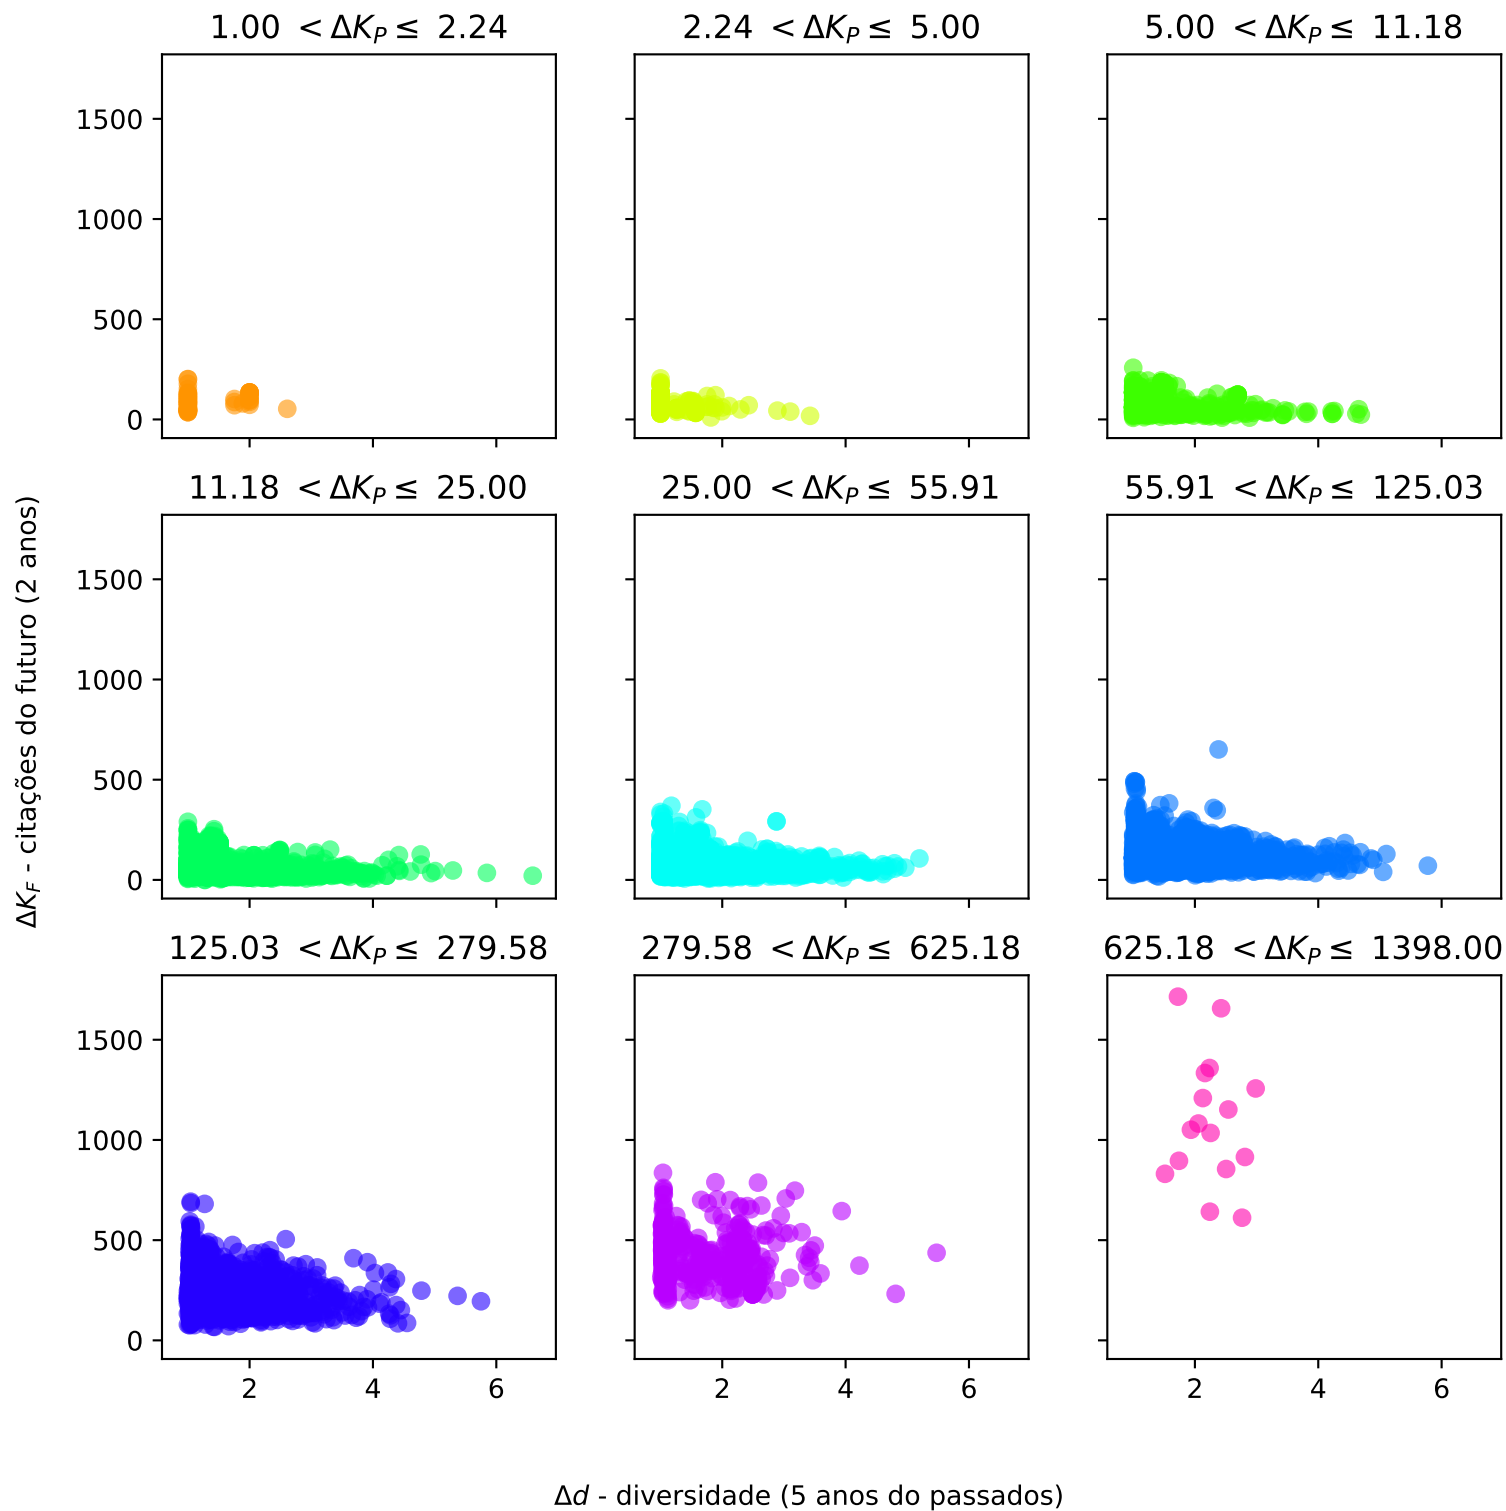 1.00 < ΔK_P ≤ 2.24
2.24 < ΔK_P ≤ 5.00
5.00 < ΔK_P ≤ 11.18
1500
1000
500
0
11.18 < ΔK_P ≤ 25.00
25.00 < ΔK_P ≤ 55.91
55.91 < ΔK_P ≤ 125.03
1500
1000
500
0
ΔK_F - citações do futuro (2 anos)
125.03 < ΔK_P ≤ 279.58
279.58 < ΔK_P ≤ 625.18
625.18 < ΔK_P ≤ 1398.00
1500
1000
500
0
2 4 6
2 4 6
2 4 6
Δd - diversidade (5 anos do passados)